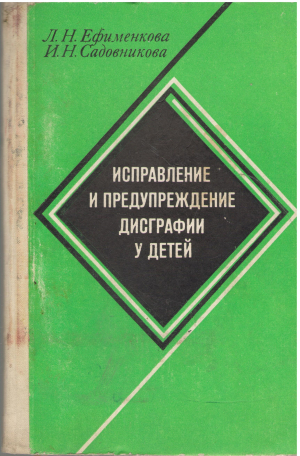 Л. Н. Ефименкова
И. Н. Садовникова
ИСПРАВЛЕНИЕ
И ПРЕДУПРЕЖДЕНИЕ
ДИСГРАФИИ
У ДЕТЕЙ